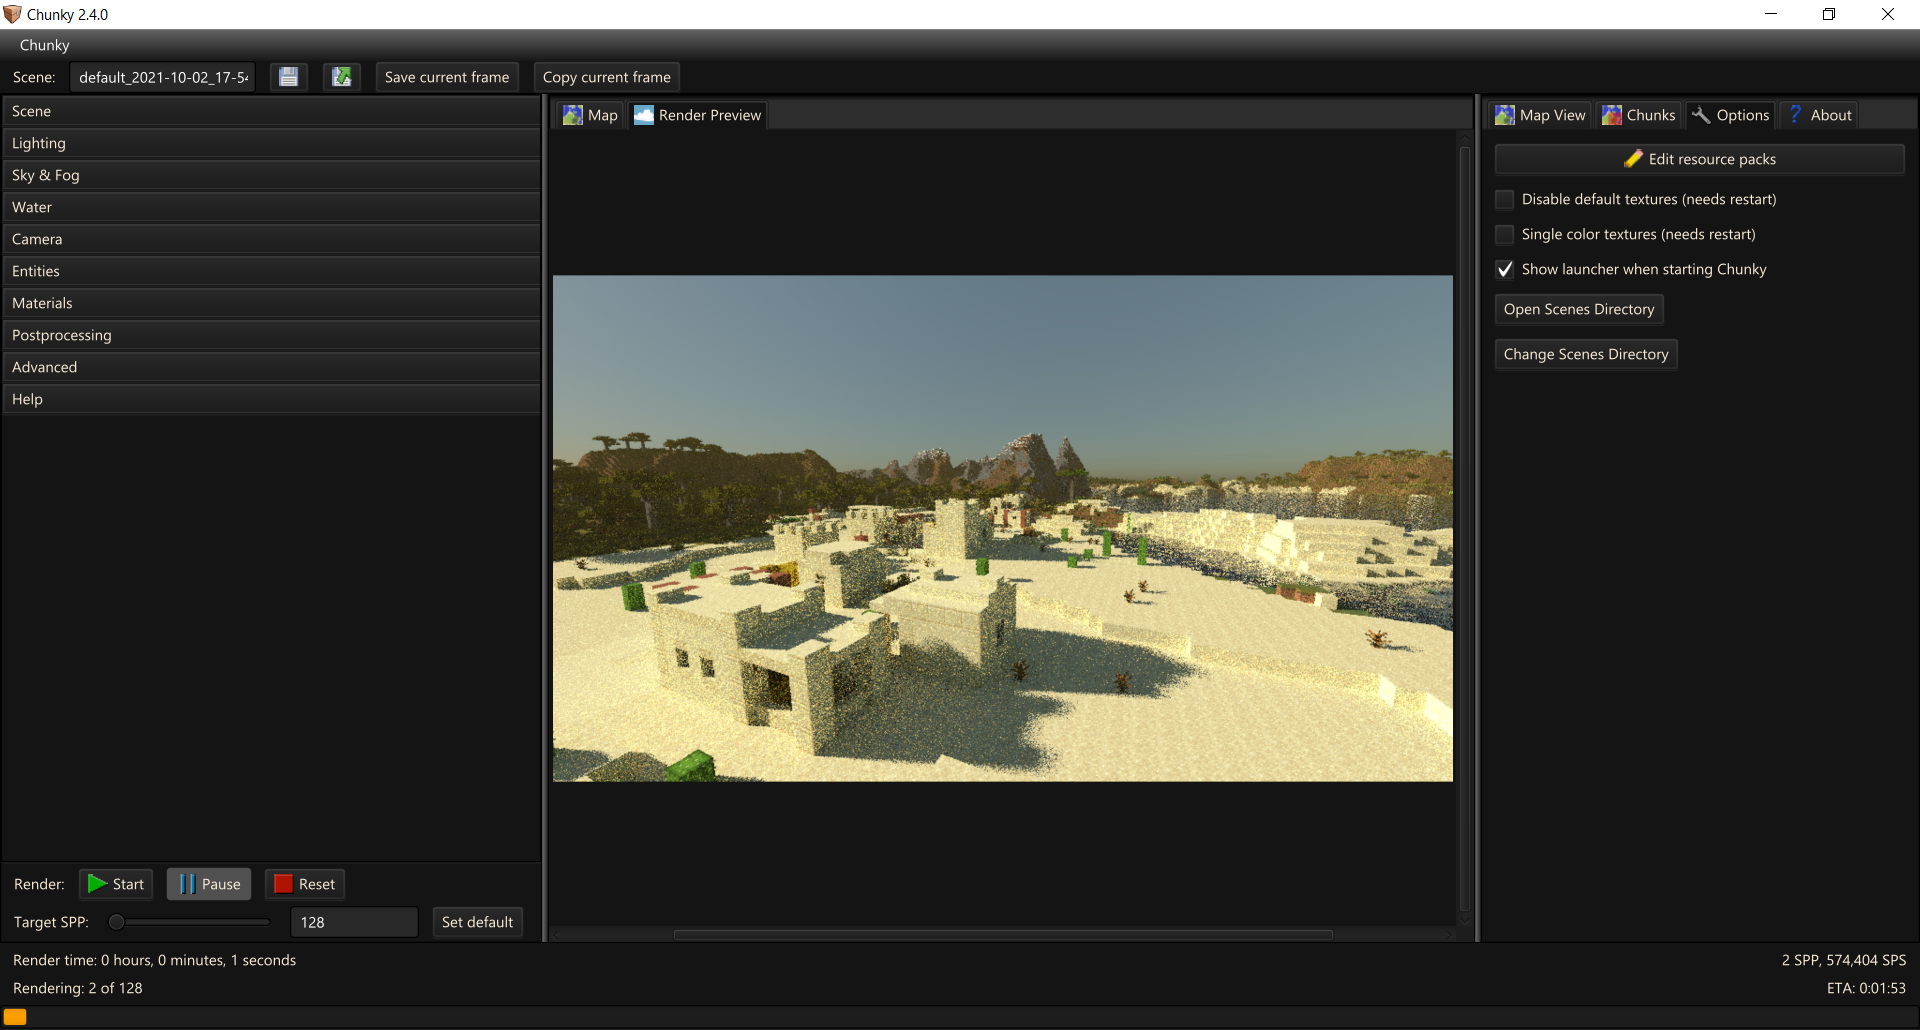 Chunky 2.4.0
Chunky
Scene: default_2021-10-02_17-54 Save current frame Copy current frame
Scene
Lighting
Sky & Fog
Water
Camera
Entities
Materials
Postprocessing
Advanced
Help
Render: Start Pause Reset
Target SPP: 128 Set default
Map Render Preview
Map View Chunks Options ? About
Edit resource packs
Disable default textures (needs restart)
Single color textures (needs restart)
Show launcher when starting Chunky
Open Scenes Directory
Change Scenes Directory
Render time: 0 hours, 0 minutes, 1 seconds
2 SPP, 574,404 SPS
Rendering: 2 of 128
ETA: 0:01:53